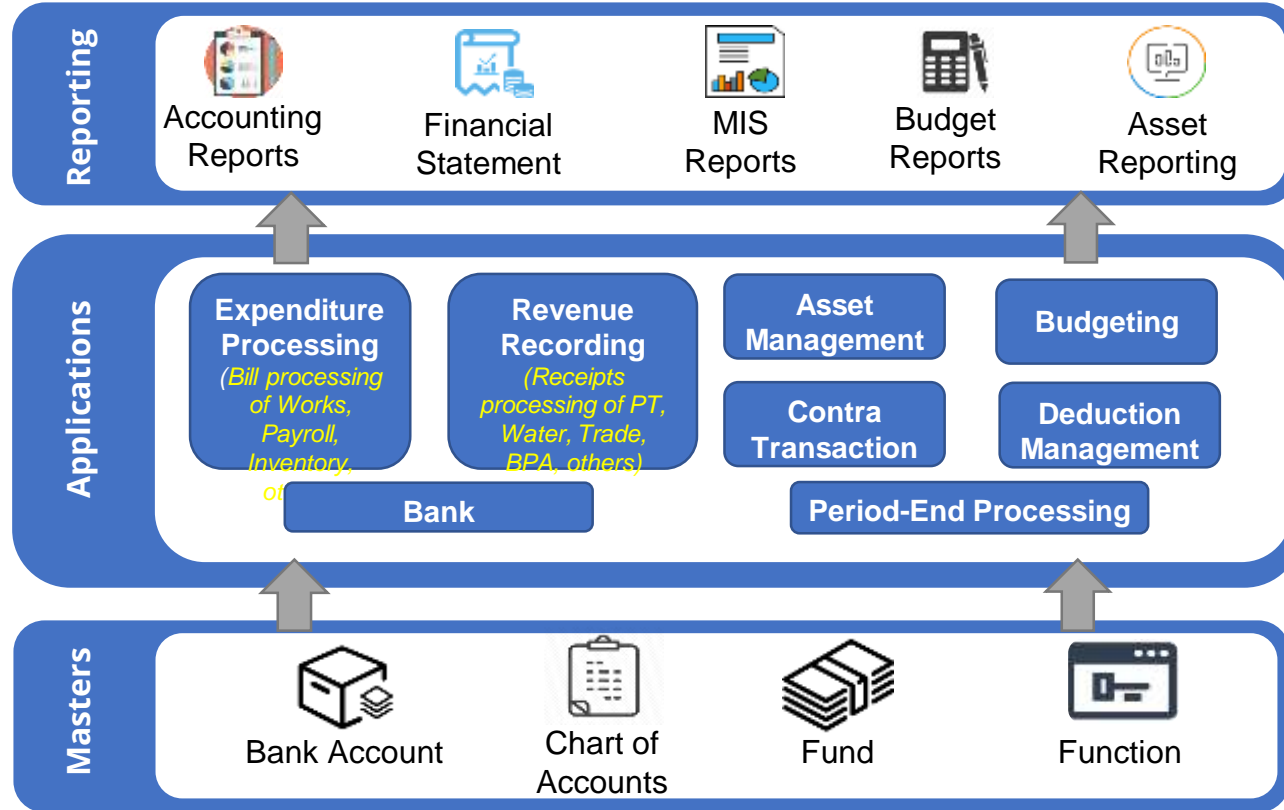 Reporting
Accounting
Reports
Financial
Statement
MIS
Reports
Budget
Reports
Asset
Reporting
Applications
Expenditure
Processing
(Bill processing
of Works,
Payroll,
Inventory,
Revenue
Recording
(Receipts
processing of PT,
Water, Trade,
BPA, others)
Asset
Management
Budgeting
Contra
Transaction
Deduction
Management
Bank
Period-End Processing
Masters
Bank Account
Chart of
Accounts
Fund
Function